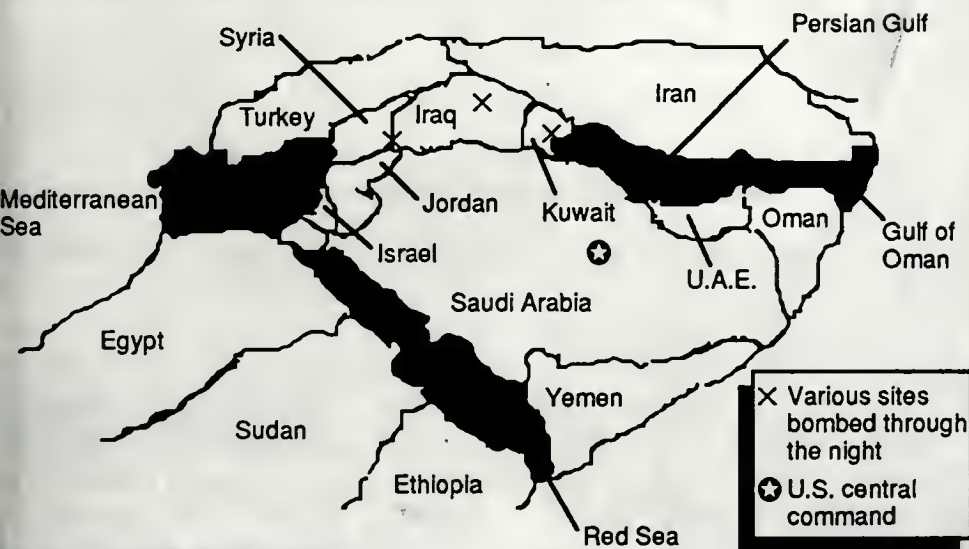 Syria
Persian Gulf
Turkey
Iraq
Iran
Mediterranean
Sea
Jordan
Kuwait
Oman
Israel
U.A.E.
Gulf of
Oman
Saudi Arabia
Egypt
Yemen
Sudan
Ethiopia
Red Sea
Various sites
bombed through
the night
U.S. central
command